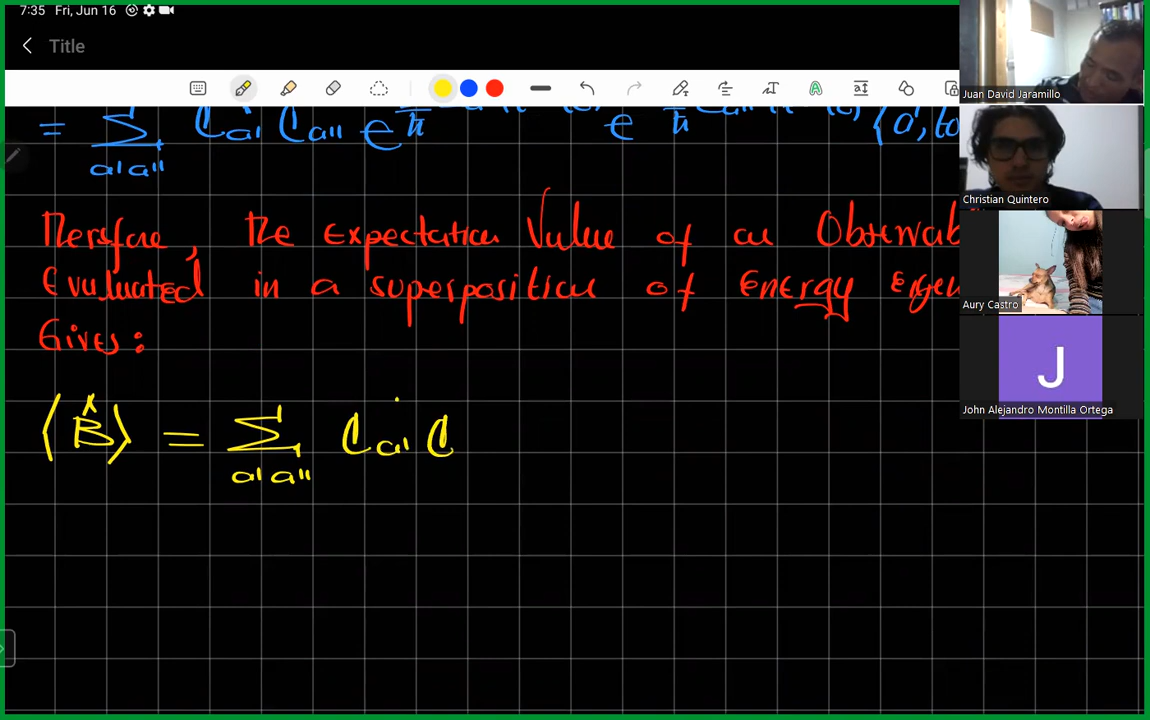 7:35 Fri, Jun 16
Title
= Σ a' a'' C*a' Ca'' e ħ e ħ ⟨a', to
Therefore, the Expectation Value of an Observab
Evaluated in a superposition of Energy Eigen
Gives:
⟨B̂⟩ = Σ a' a'' C*a' C
Juan David Jaramillo
Christian Quintero
Aury Castro
J
John Alejandro Montilla Ortega